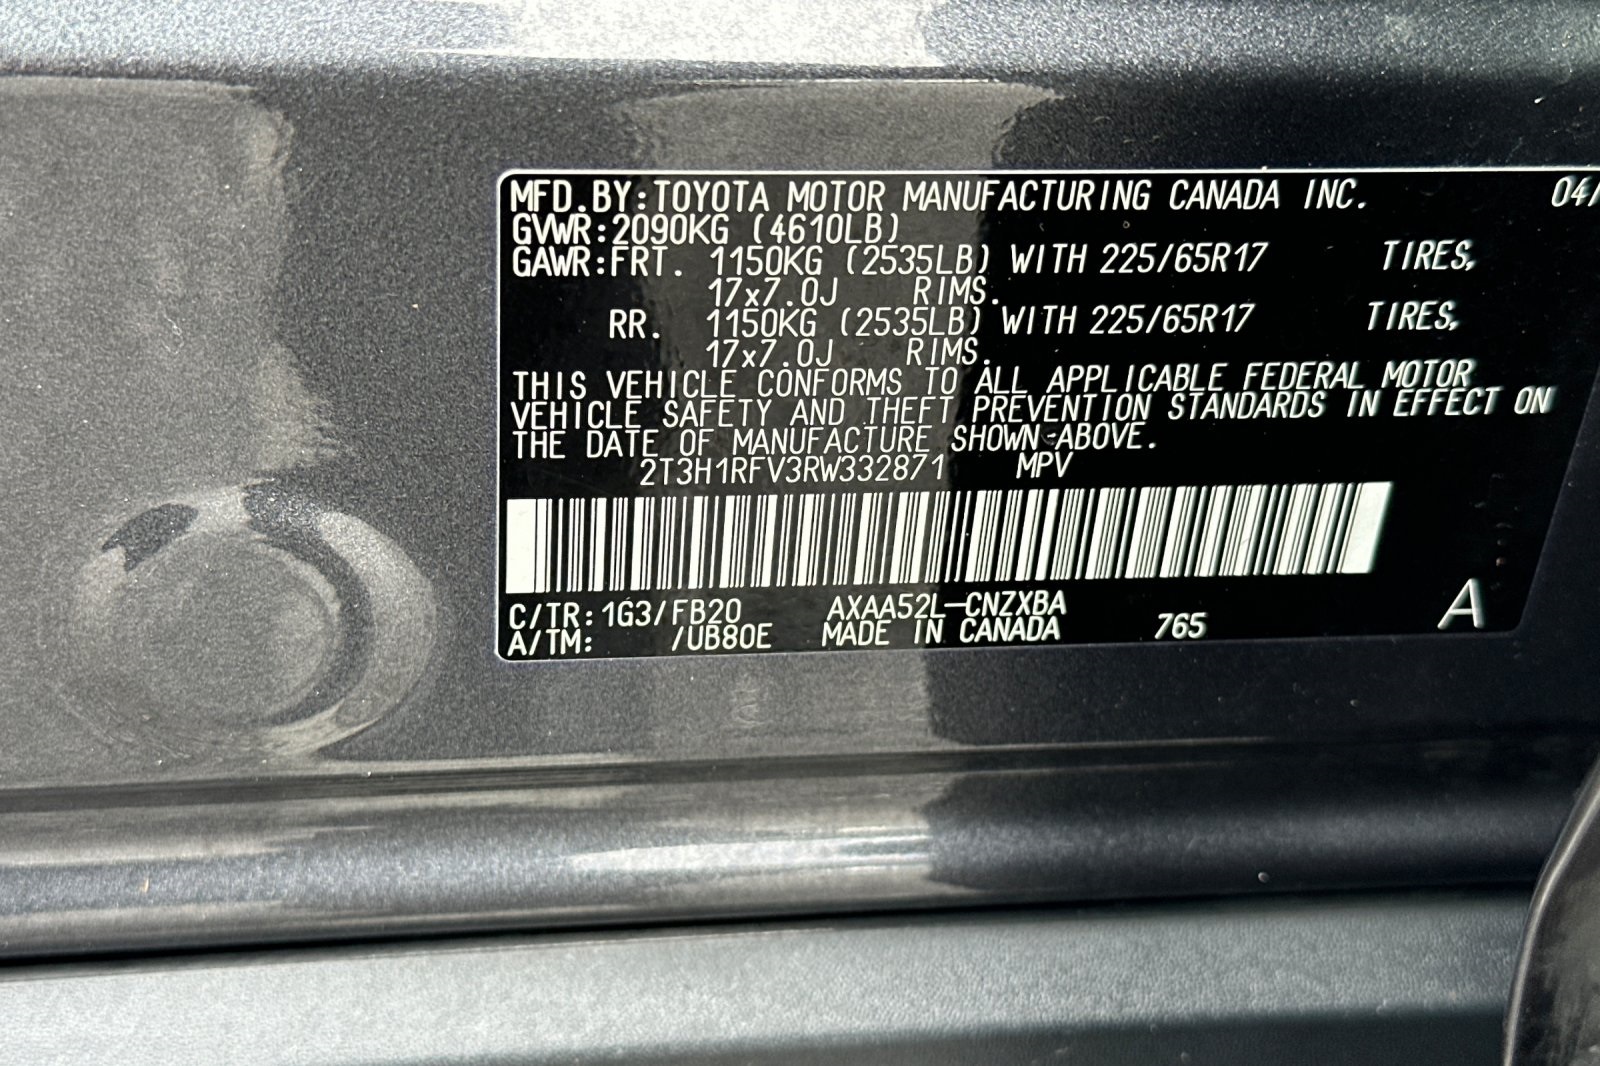 MFD.BY:TOYOTA MOTOR MANUFACTURING CANADA INC. 04/
GVWR:2090KG (4610LB)
GAWR:FRT. 1150KG (2535LB) WITH 225/65R17 TIRES,
17x7.0J RIMS.
RR. 1150KG (2535LB) WITH 225/65R17 TIRES,
17x7.0J RIMS.
THIS VEHICLE CONFORMS TO ALL APPLICABLE FEDERAL MOTOR
VEHICLE SAFETY AND THEFT PREVENTION STANDARDS IN EFFECT ON
THE DATE OF MANUFACTURE SHOWN ABOVE.
2T3H1RFV3RW332871 MPV
C/TR:1G3/FB20 AXAA52L-CNZXBA
A/TM: /UB80E MADE IN CANADA 765 A